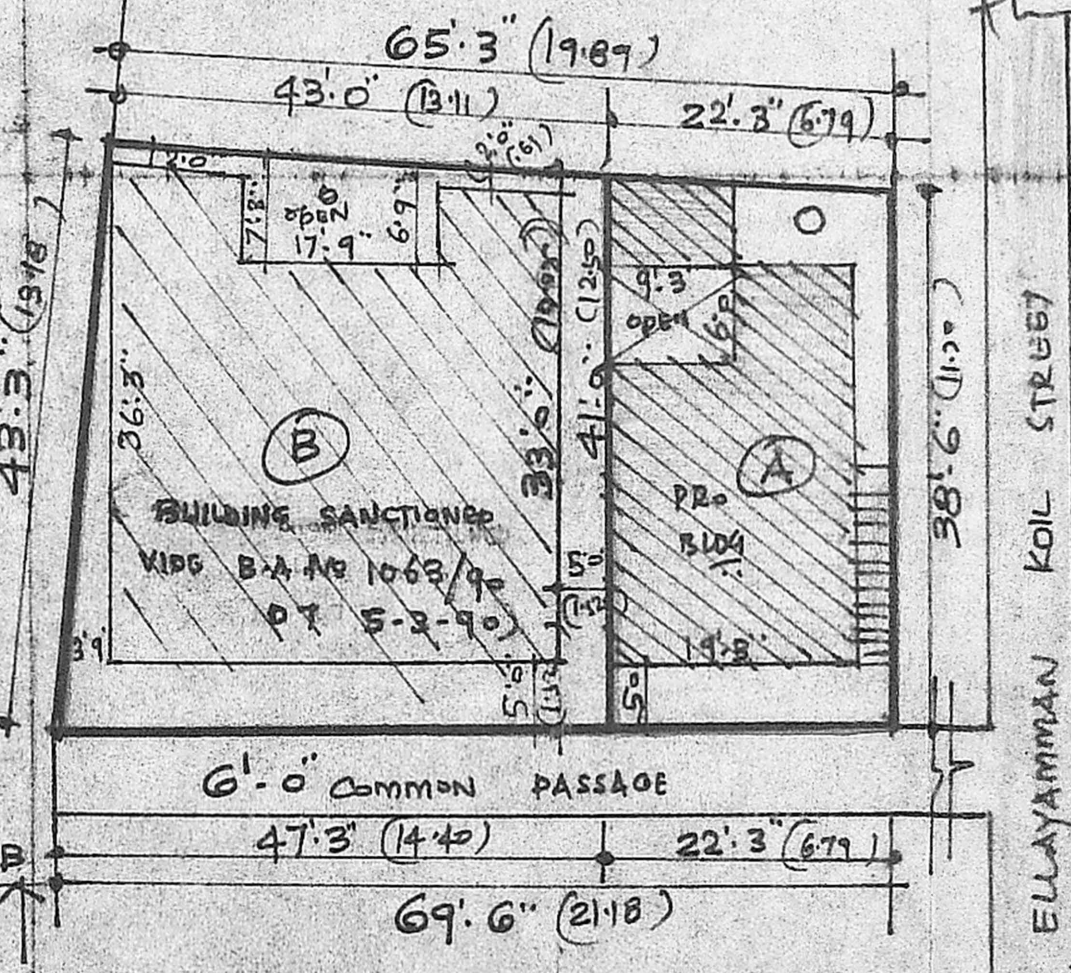 65'.3" (19.89)
43'.0" (13.11)
22'.3" (6.79)
2'.0"
(.61)
2'.0
7'.3"
OPEN
17'-9"
6'-9"
43'.3" (13.18)
36'.3"
33'.0"
41'-0" (12.50)
9'.3"
OPEN
6'.0
38'-6" (11.70)
B
A
BUILDING SANCTIONED
VIDE B.A No 1063/90
DT 5-3-90)
PRO
BLDG
5'.0
(1.52)
3'9"
19'-3"
5'.0"
(1.52)
5'.0
6'-0" COMMON PASSAGE
47'.3" (14.40)
22'.3" (6.79)
69'.6" (21.18)
B
ELLAYAMMAN KOIL STREET